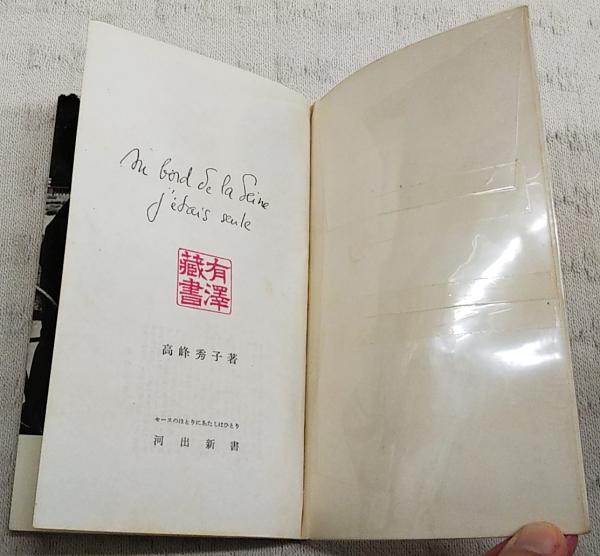 Au bord de la Seine
j'étais seule
有澤
藏書
高峰秀子著
セーヌのほとりにあたしはひとり
河出新書